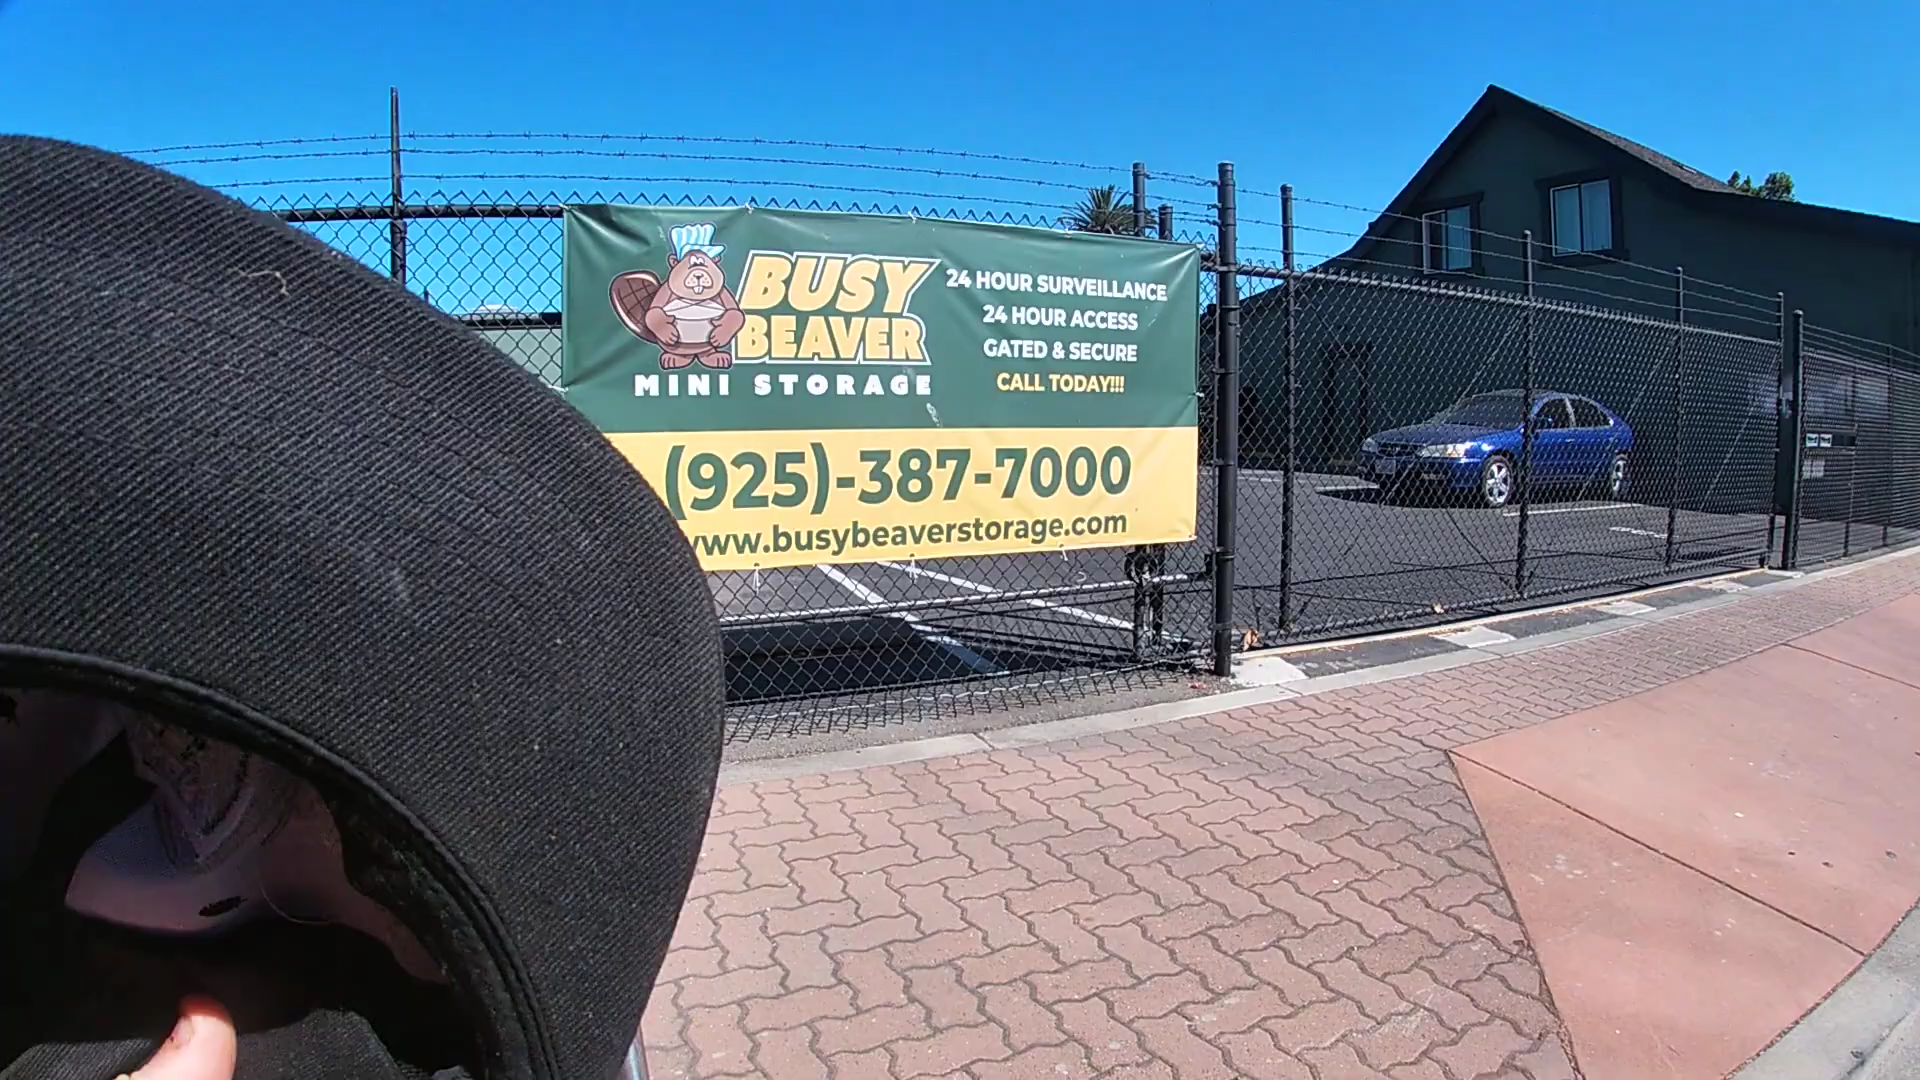 BUSY
BEAVER
MINI STORAGE
24 HOUR SURVEILLANCE
24 HOUR ACCESS
GATED & SECURE
CALL TODAY!!!
(925)-387-7000
www.busybeaverstorage.com